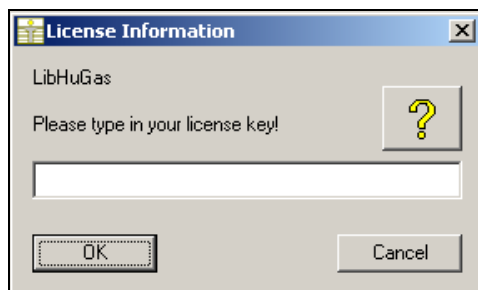 License Information
LibHuGas
Please type in your license key!
?
OK
Cancel